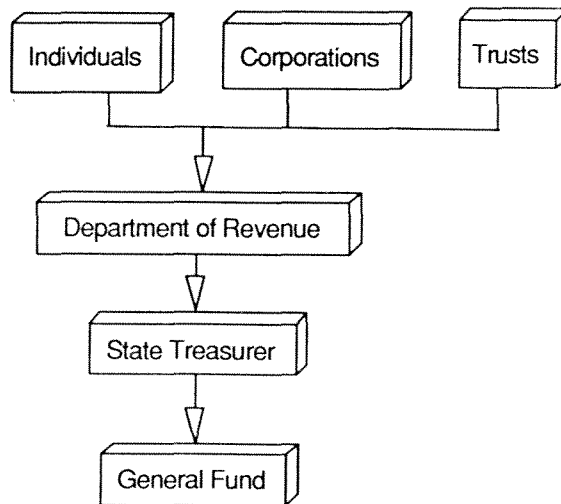 Individuals
Corporations
Trusts
Department of Revenue
State Treasurer
General Fund